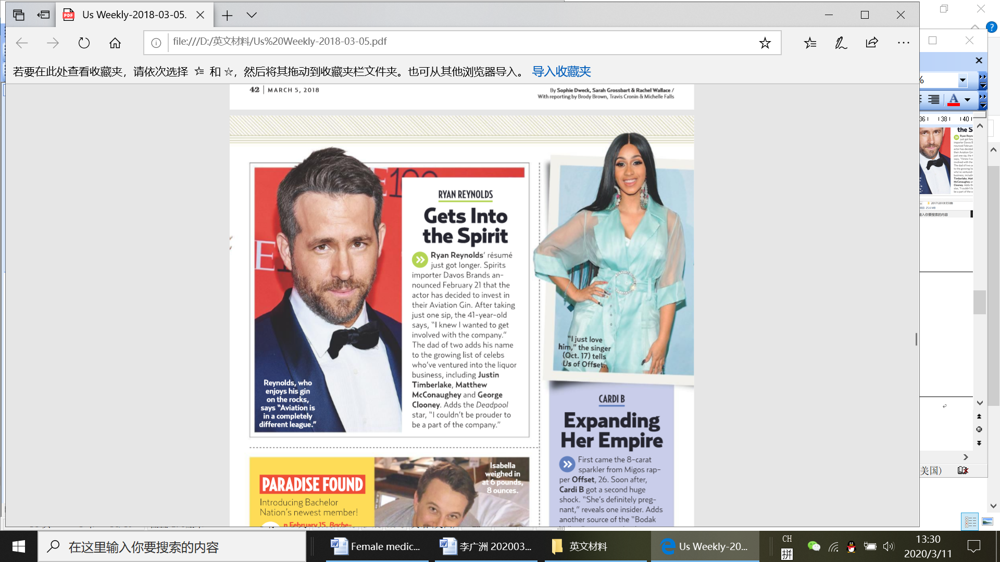 Us Weekly-2018-03-05.
file:///D:/英文材料/Us%20Weekly-2018-03-05.pdf
若要在此处查看收藏夹，请依次选择 和 ，然后将其拖动到收藏夹栏文件夹。也可从其他浏览器导入。 导入收藏夹
42 | MARCH 5, 2018
By Sophie Dweck, Sarah Grossbart & Rachel Wallace /
With reporting by Brody Brown, Travis Cronin & Michelle Falls
RYAN REYNOLDS
Gets Into
the Spirit
Ryan Reynolds’ résumé
just got longer. Spirits
importer Davos Brands an-
nounced February 21 that the
actor has decided to invest in
their Aviation Gin. After taking
just one sip, the 41-year-old
says, “I knew I wanted to get
involved with the company.”
The dad of two adds his name
to the growing list of celebs
who’ve ventured into the liquor
business, including Justin
Timberlake, Matthew
McConaughey and George
Clooney. Adds the Deadpool
star, “I couldn’t be prouder to
be a part of the company.”
Reynolds, who
enjoys his gin
on the rocks,
says “Aviation is
in a completely
different league.”
“I just love
him,” the singer
(Oct. 17) tells
Us of Offset.
CARDI B
Expanding
Her Empire
First came the 8-carat
sparkler from Migos rap-
per Offset, 26. Soon after,
Cardi B got a second huge
shock. “She’s definitely preg-
nant,” reveals one insider. Adds
another source of the “Bodak
PARADISE FOUND
Introducing Bachelor
Nation’s newest member!
n February 15, Bache-
Isabella
weighed in
at 6 pounds,
8 ounces.
%
36 38 40
美国)
在这里输入你要搜索的内容
Female medic...
李广洲 202003...
英文材料
Us Weekly-20...
CH
拼
13:30
2020/3/11